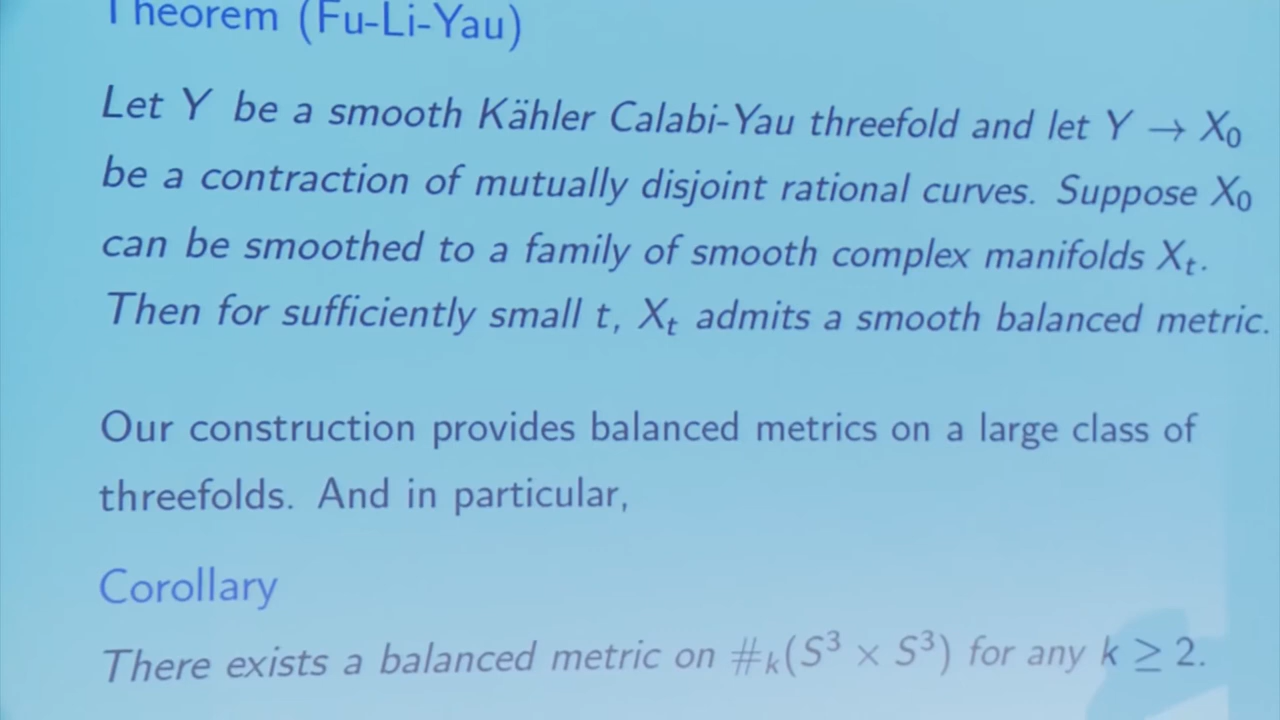 Theorem (Fu-Li-Yau)
Let Y be a smooth Kähler Calabi-Yau threefold and let Y → X₀
be a contraction of mutually disjoint rational curves. Suppose X₀
can be smoothed to a family of smooth complex manifolds Xₜ.
Then for sufficiently small t, Xₜ admits a smooth balanced metric.
Our construction provides balanced metrics on a large class of
threefolds. And in particular,
Corollary
There exists a balanced metric on #ₖ(S³ × S³) for any k ≥ 2.